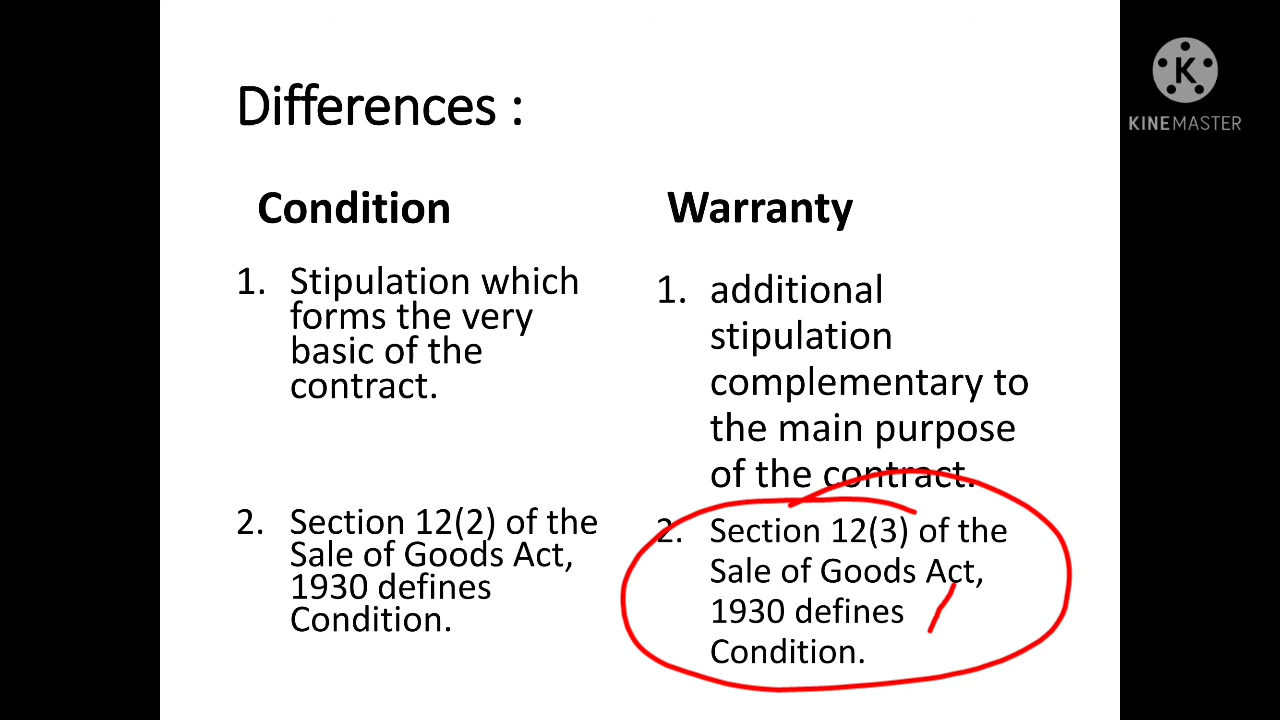 Differences :
Condition
1. Stipulation which
forms the very
basic of the
contract.
2. Section 12(2) of the
Sale of Goods Act,
1930 defines
Condition.
Warranty
1. additional
stipulation
complementary to
the main purpose
of the contract.
2. Section 12(3) of the
Sale of Goods Act,
1930 defines
Condition.
K
KINEMASTER